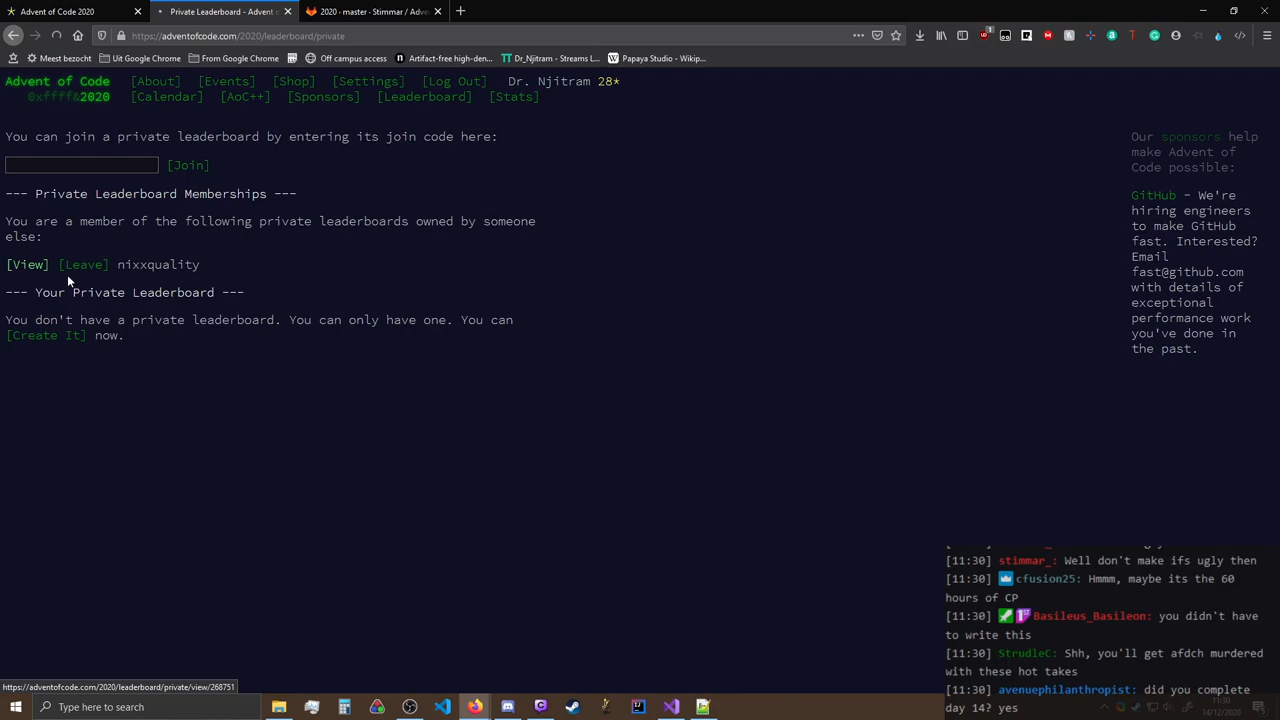 Advent of Code 2020
Private Leaderboard - Advent o
2020 · master · Stimmar / Adve
https://adventofcode.com/2020/leaderboard/private
Meest bezocht
Uit Google Chrome
From Google Chrome
Off campus access
Artifact-free high-den...
Dr_Njitram - Streams L...
Papaya Studio - Wikip...
Advent of Code [About] [Events] [Shop] [Settings] [Log Out] Dr. Njitram 28*
0xffff&2020 [Calendar] [AoC++] [Sponsors] [Leaderboard] [Stats]
You can join a private leaderboard by entering its join code here:
[Join]
--- Private Leaderboard Memberships ---
You are a member of the following private leaderboards owned by someone
else:
[View] [Leave] nixxquality
--- Your Private Leaderboard ---
You don't have a private leaderboard. You can only have one. You can
[Create It] now.
Our sponsors help
make Advent of
Code possible:
GitHub - We're
hiring engineers
to make GitHub
fast. Interested?
Email
fast@github.com
with details of
exceptional
performance work
you've done in
the past.
[11:30] stimmar_: Well don't make ifs ugly then
[11:30] cfusion25: Hmmm, maybe its the 60
hours of CP
[11:30] Basileus_Basileon: you didn't have
to write this
[11:30] StrudleC: Shh, you'll get afdch murdered
with these hot takes
[11:30] avenuephilanthropist: did you complete
day 14? yes
https://adventofcode.com/2020/leaderboard/private/view/268751
Type here to search
11:30
14/12/2020